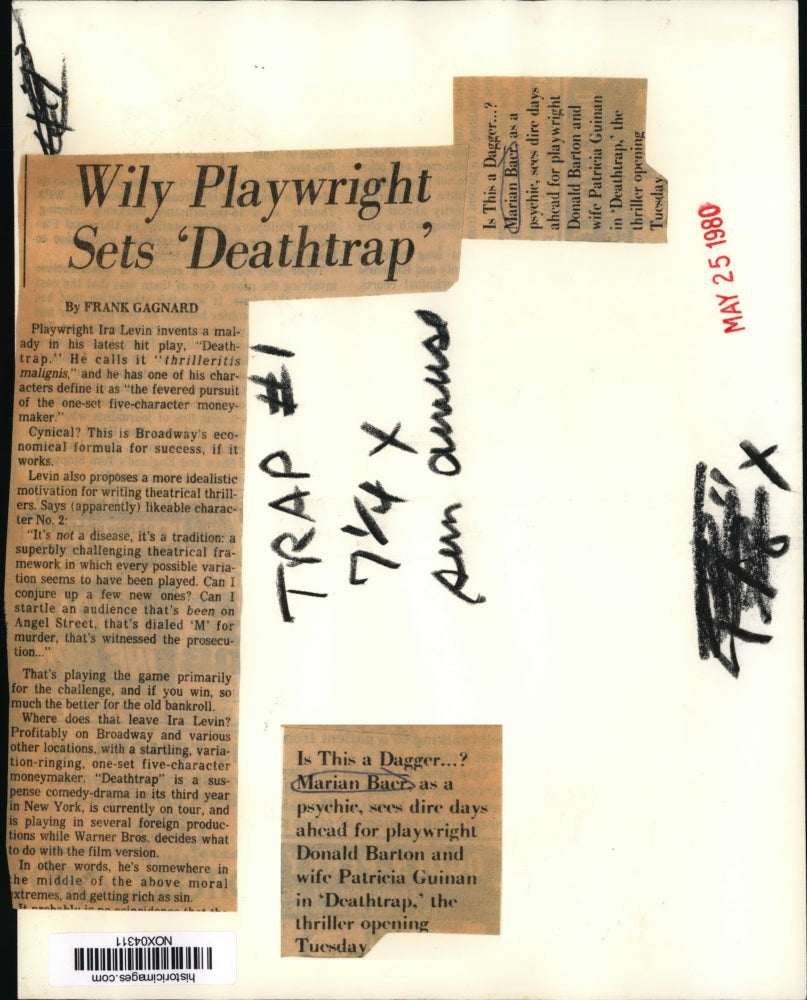 Wily Playwright
Sets 'Deathtrap'
By FRANK GAGNARD
Playwright Ira Levin invents a mal-
ady in his latest hit play, "Death-
trap." He calls it "thrilleritis
malignis," and he has one of his char-
acters define it as "the fevered pursuit
of the one-set five-character money-
maker."
Cynical? This is Broadway's eco-
nomical formula for success, if it
works.
Levin also proposes a more idealistic
motivation for writing theatrical thrill-
ers. Says (apparently) likeable charac-
ter No. 2:
"It's not a disease, it's a tradition: a
superbly challenging theatrical fra-
mework in which every possible varia-
tion seems to have been played. Can I
conjure up a few new ones? Can I
startle an audience that's been on
Angel Street, that's dialed 'M' for
murder, that's witnessed the prosecu-
tion..."
That's playing the game primarily
for the challenge, and if you win, so
much the better for the old bankroll.
Where does that leave Ira Levin?
Profitably on Broadway and various
other locations, with a startling, varia-
tion-ringing, one-set five-character
moneymaker. "Deathtrap" is a sus-
pense comedy-drama in its third year
in New York, is currently on tour, and
is playing in several foreign produc-
tions while Warner Bros. decides what
to do with the film version.
In other words, he's somewhere in
the middle of the above moral
extremes, and getting rich as sin.
It probably is no coincidence that the
Is This a Dagger...?
Marian Baer, as a
psychic, sees dire days
ahead for playwright
Donald Barton and
wife Patricia Guinan
in 'Deathtrap,' the
thriller opening
Tuesday
MAY 25 1980
TRAP #1
7 1/4 X
sun amuse
X
Is This a Dagger...?
Marian Baer, as a
psychic, sees dire days
ahead for playwright
Donald Barton and
wife Patricia Guinan
in 'Deathtrap,' the
thriller opening
Tuesday
NOX04311
historicimages.com